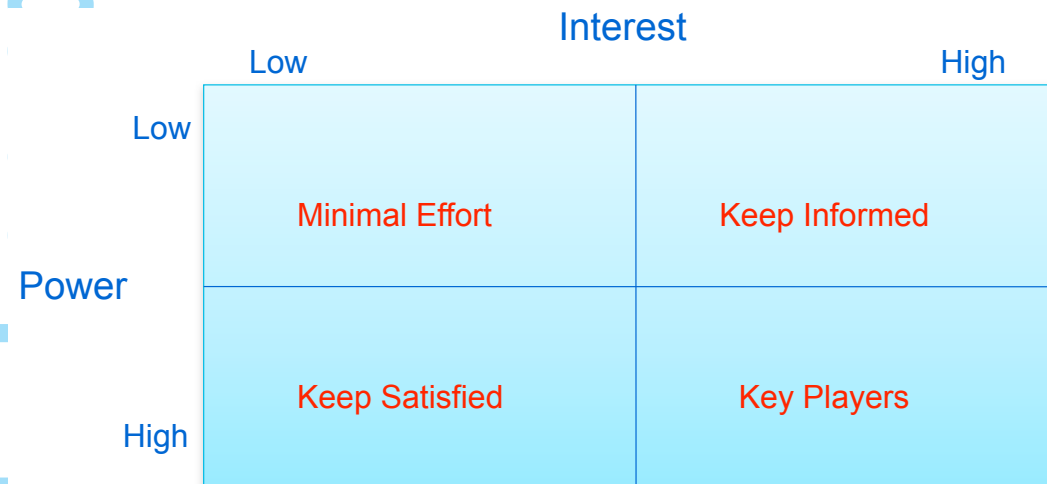 Interest
Low High
Low
Minimal Effort Keep Informed
Power
Keep Satisfied Key Players
High